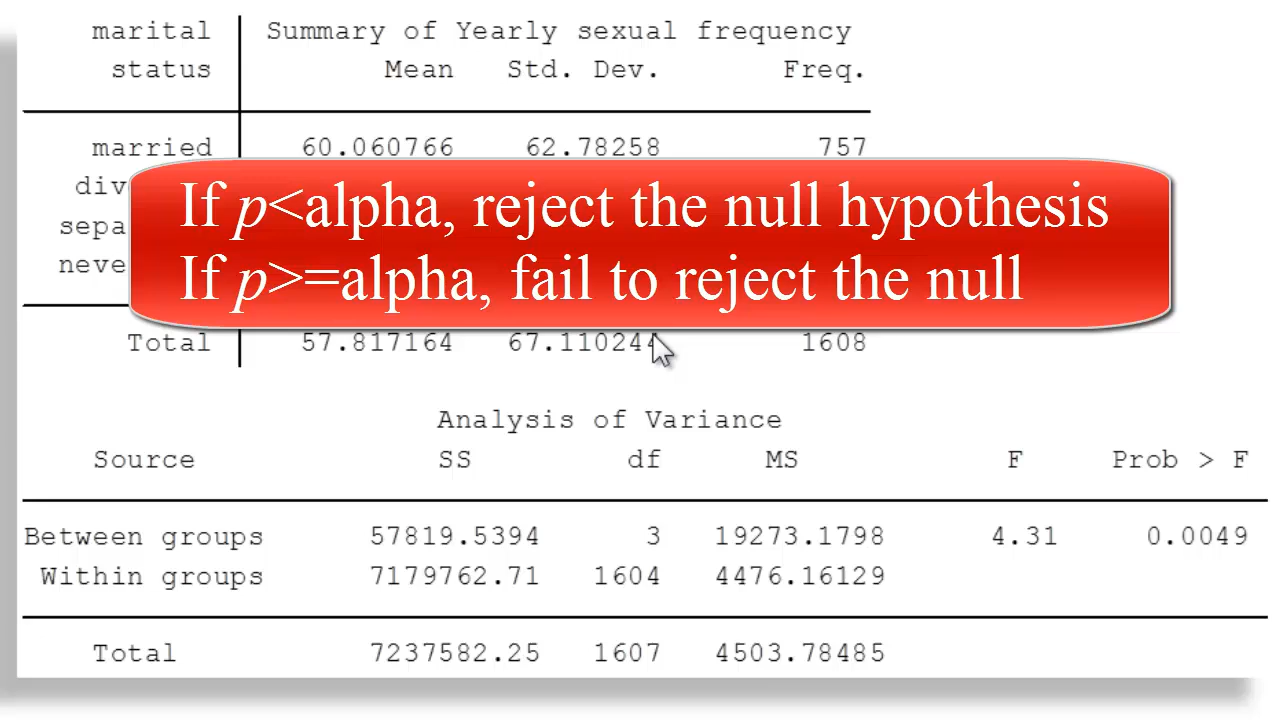 marital Summary of Yearly sexual frequency
status Mean Std. Dev. Freq.
married 60.060766 62.78258 757
If p<alpha, reject the null hypothesis
If p>=alpha, fail to reject the null
Total 57.817164 67.110244 1608
Analysis of Variance
Source SS df MS F Prob > F
Between groups 57819.5394 3 19273.1798 4.31 0.0049
Within groups 7179762.71 1604 4476.16129
Total 7237582.25 1607 4503.78485